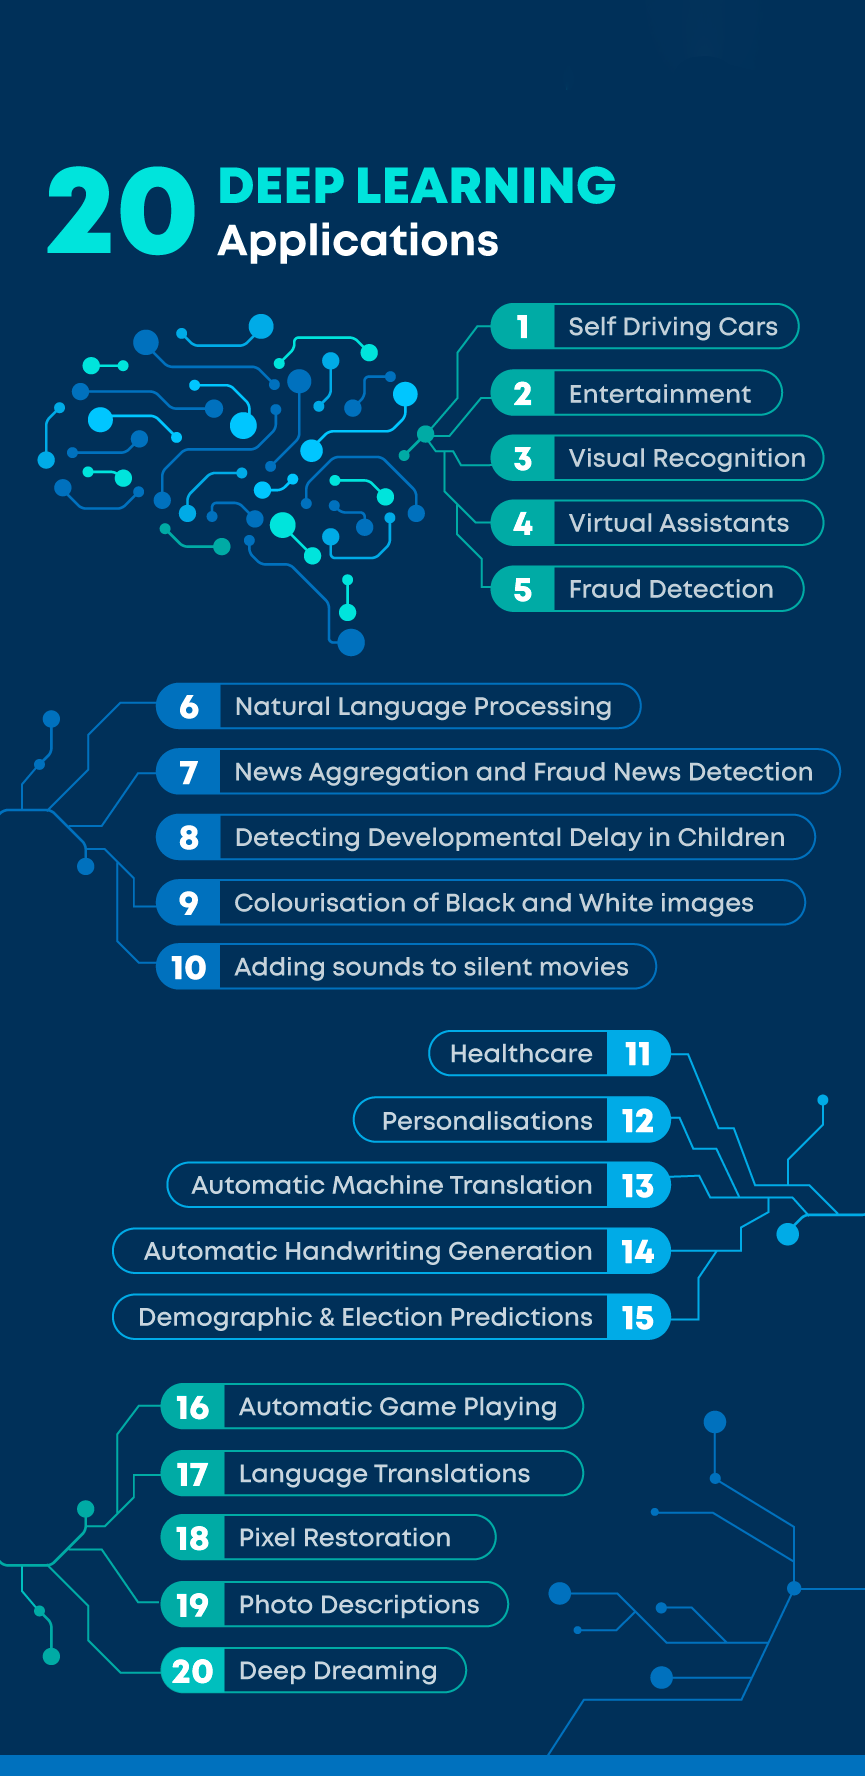 20 DEEP LEARNING
Applications
1 Self Driving Cars
2 Entertainment
3 Visual Recognition
4 Virtual Assistants
5 Fraud Detection
6 Natural Language Processing
7 News Aggregation and Fraud News Detection
8 Detecting Developmental Delay in Children
9 Colourisation of Black and White images
10 Adding sounds to silent movies
Healthcare 11
Personalisations 12
Automatic Machine Translation 13
Automatic Handwriting Generation 14
Demographic & Election Predictions 15
16 Automatic Game Playing
17 Language Translations
18 Pixel Restoration
19 Photo Descriptions
20 Deep Dreaming